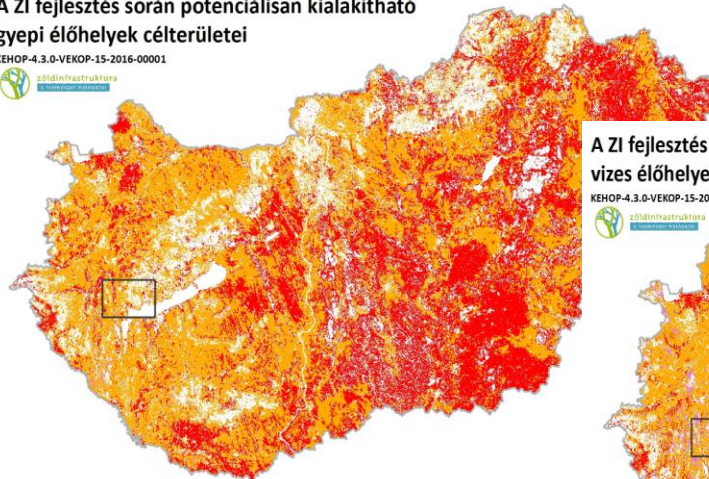 A ZI fejlesztés során potenciálisan kialakítható
gyepi élőhelyek célterületei
KEHOP-4.3.0-VEKOP-15-2016-00001
zöldinfrastruktúra
A ZI fejlesztés
vizes élőhelye
KEHOP-4.3.0-VEKOP-15-20
zöldinfrastruktúra